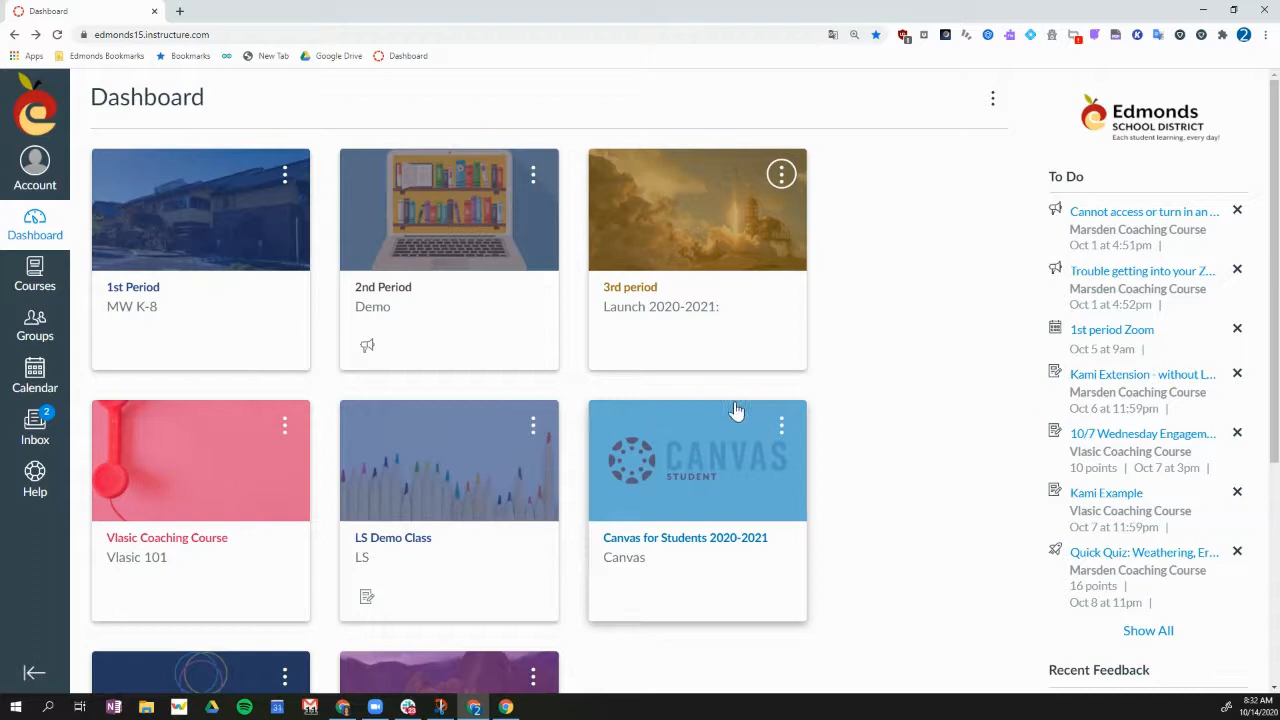 Dashboard
edmonds15.instructure.com
Apps
Edmonds Bookmarks
Bookmarks
New Tab
Google Drive
Dashboard
Account
Dashboard
Courses
Groups
Calendar
2
Inbox
Help
Dashboard
1st Period
MW K-8
2nd Period
Demo
3rd period
Launch 2020-2021:
Vlasic Coaching Course
Vlasic 101
LS Demo Class
LS
CANVAS
STUDENT
Canvas for Students 2020-2021
Canvas
Edmonds
SCHOOL DISTRICT
Each student learning, every day!
To Do
Cannot access or turn in an ...
Marsden Coaching Course
Oct 1 at 4:51pm |
Trouble getting into your Z...
Marsden Coaching Course
Oct 1 at 4:52pm |
1st period Zoom
Oct 5 at 9am |
Kami Extension - without L...
Marsden Coaching Course
Oct 6 at 11:59pm |
10/7 Wednesday Engagem...
Vlasic Coaching Course
10 points | Oct 7 at 3pm |
Kami Example
Vlasic Coaching Course
Oct 7 at 11:59pm |
Quick Quiz: Weathering, Er...
Marsden Coaching Course
16 points |
Oct 8 at 11pm |
Show All
Recent Feedback
8:32 AM
10/14/2020